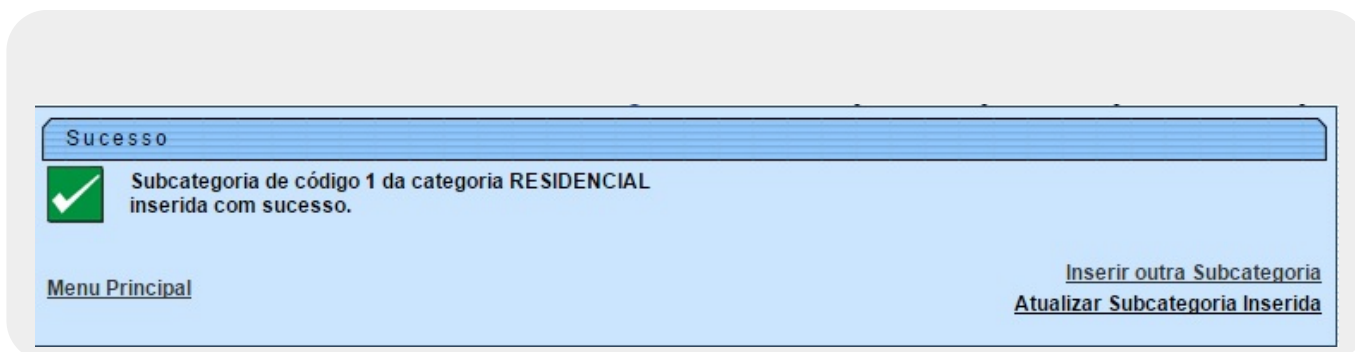 Sucesso
Subcategoria de código 1 da categoria RESIDENCIAL
inserida com sucesso.
Inserir outra Subcategoria
Menu Principal
Atualizar Subcategoria Inserida